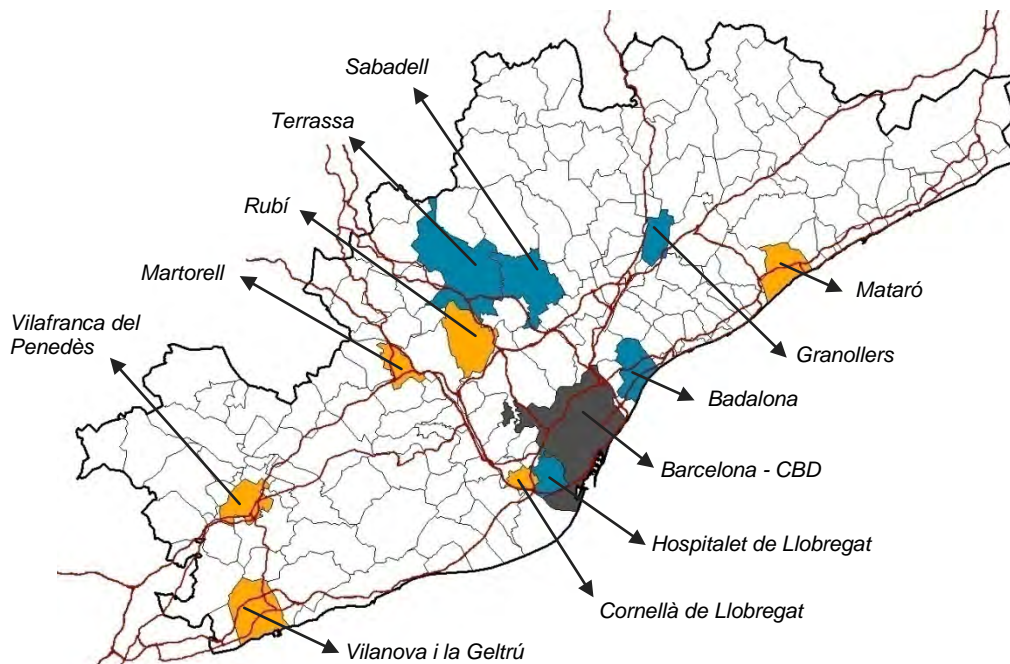 Sabadell
Terrassa
Rubí
Martorell
Vilafranca del
Penedès
Mataró
Granollers
Badalona
Barcelona - CBD
Hospitalet de Llobregat
Cornellà de Llobregat
Vilanova i la Geltrú